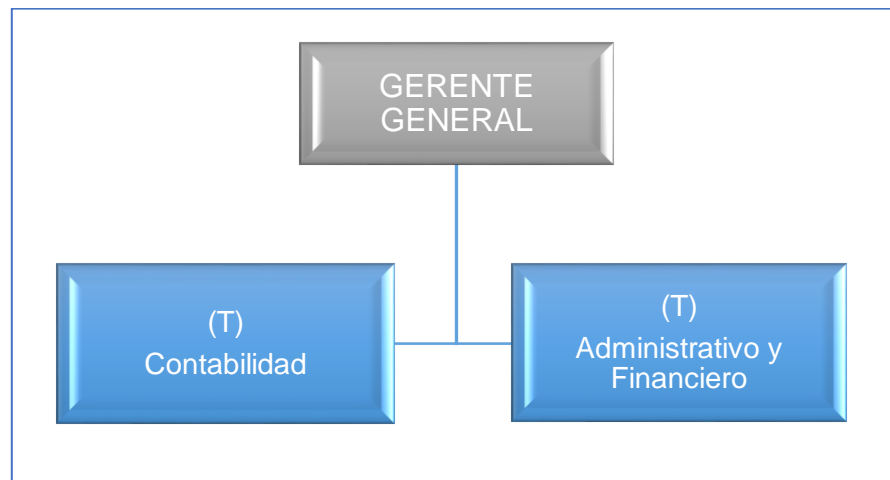 GERENTE
GENERAL
(T)
Contabilidad
(T)
Administrativo y
Financiero